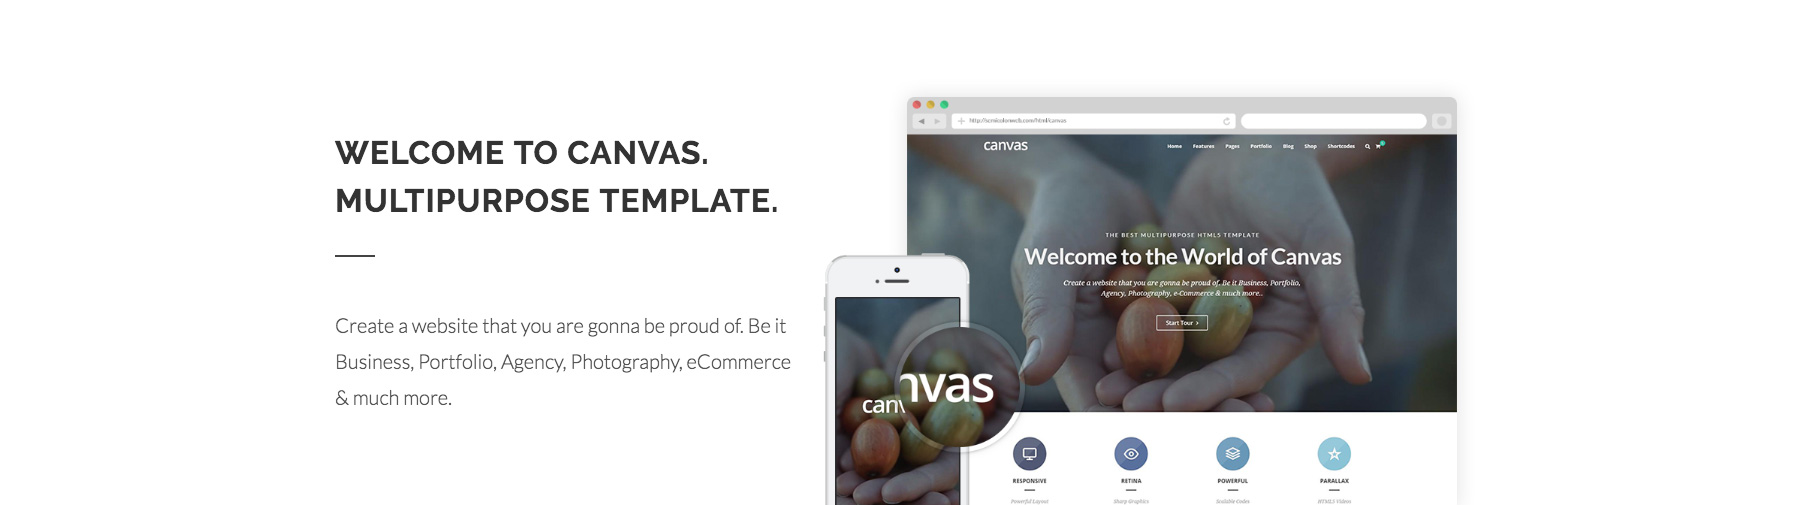 WELCOME TO CANVAS.
MULTIPURPOSE TEMPLATE.
Create a website that you are gonna be proud of. Be it
Business, Portfolio, Agency, Photography, eCommerce
& much more.
http://semicolonweb.com/html/canvas
canvas
Home Features Pages Portfolio Blog Shop Shortcodes
THE BEST MULTIPURPOSE HTML5 TEMPLATE
Welcome to the World of Canvas
Create a website that you are gonna be proud of. Be it Business, Portfolio,
Agency, Photography, e-Commerce & much more..
Start Tour >
canv
nvas
RESPONSIVE RETINA POWERFUL PARALLAX
Powerful Layout Sharp Graphics Scalable Codes HTML5 Videos